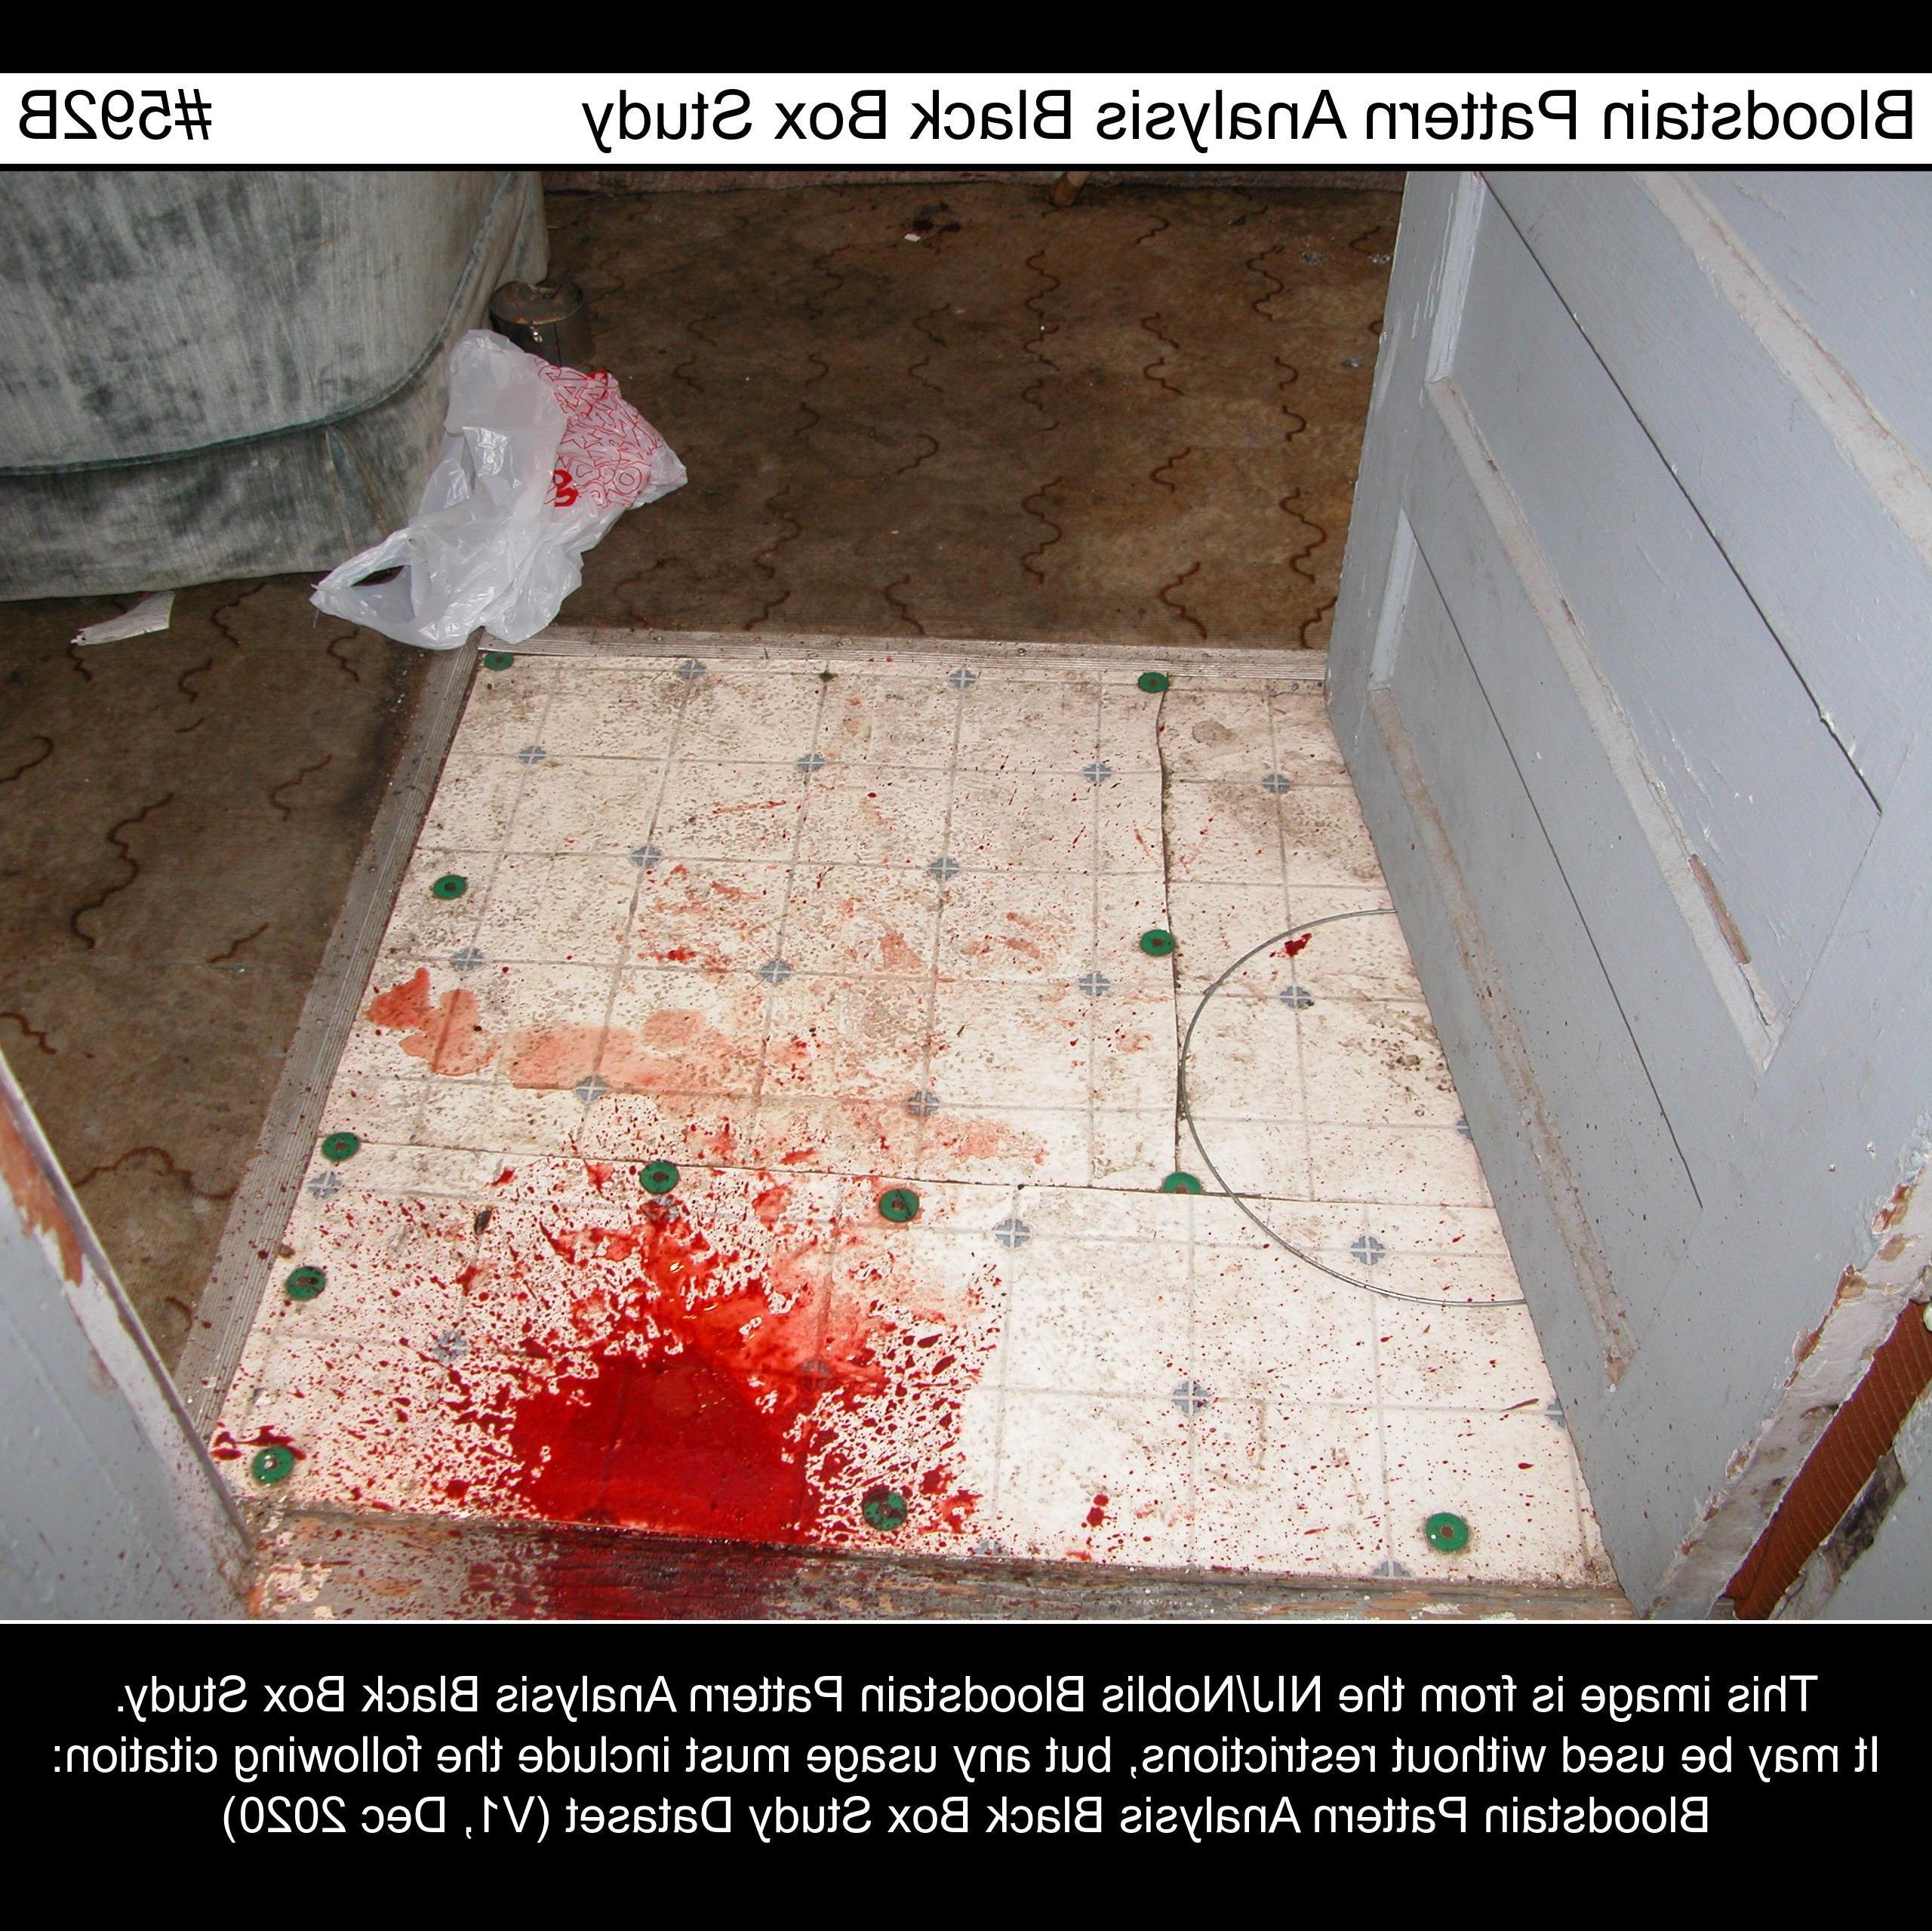 Bloodstain Pattern Analysis Black Box Study #592B
This image is from the NIJ/Noblis Bloodstain Pattern Analysis Black Box Study.
It may be used without restrictions, but any usage must include the following citation:
Bloodstain Pattern Analysis Black Box Study Dataset (V1, Dec 2020)